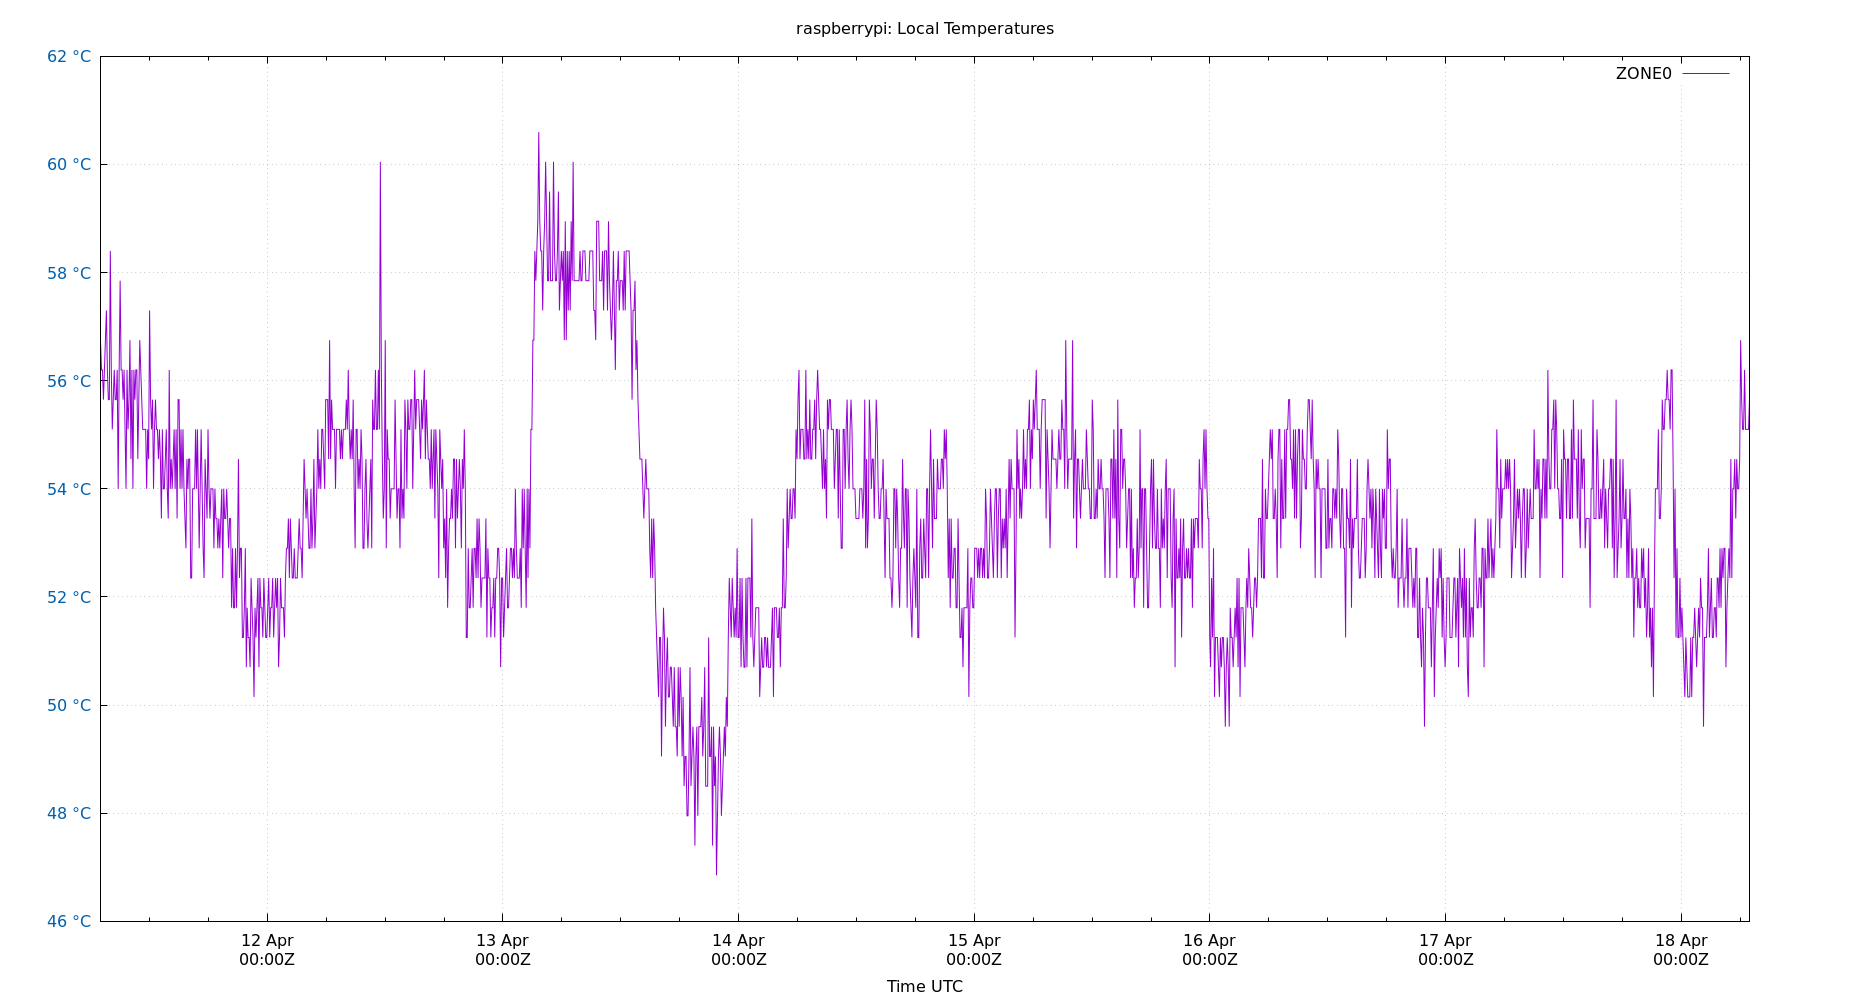 raspberrypi: Local Temperatures
ZONE0
62 °C
60 °C
58 °C
56 °C
54 °C
52 °C
50 °C
48 °C
46 °C
12 Apr
00:00Z
13 Apr
00:00Z
14 Apr
00:00Z
15 Apr
00:00Z
16 Apr
00:00Z
17 Apr
00:00Z
18 Apr
00:00Z
Time UTC